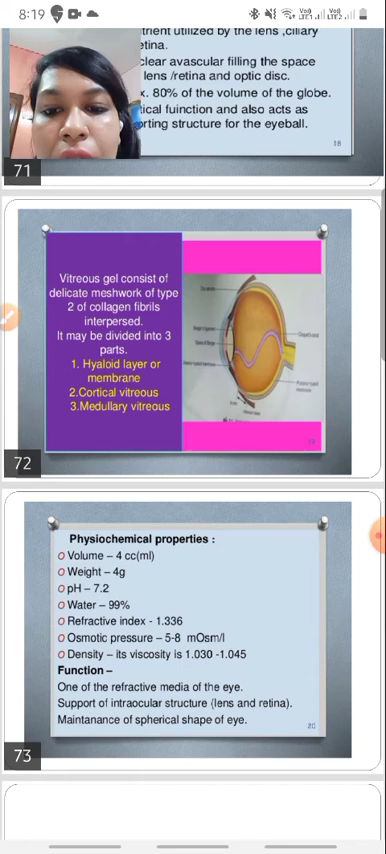 8:19
trient utilized by the lens ,ciliary
etina.
clear avascular filling the space
lens /retina and optic disc.
x. 80% of the volume of the globe.
tical fuinction and also acts as
orting structure for the eyeball.
18
71
Vitreous gel consist of
delicate meshwork of type
2 of collagen fibrils
interpersed.
It may be divided into 3
parts.
1. Hyaloid layer or
membrane
2.Cortical vitreous
3.Medullary vitreous
19
72
Physiochemical properties :
o Volume – 4 cc(ml)
o Weight – 4g
o pH – 7.2
o Water – 99%
o Refractive index - 1.336
o Osmotic pressure – 5-8 mOsm/l
o Density – its viscosity is 1.030 -1.045
Function –
One of the refractive media of the eye.
Support of intraocular structure (lens and retina).
Maintanance of spherical shape of eye.
20
73